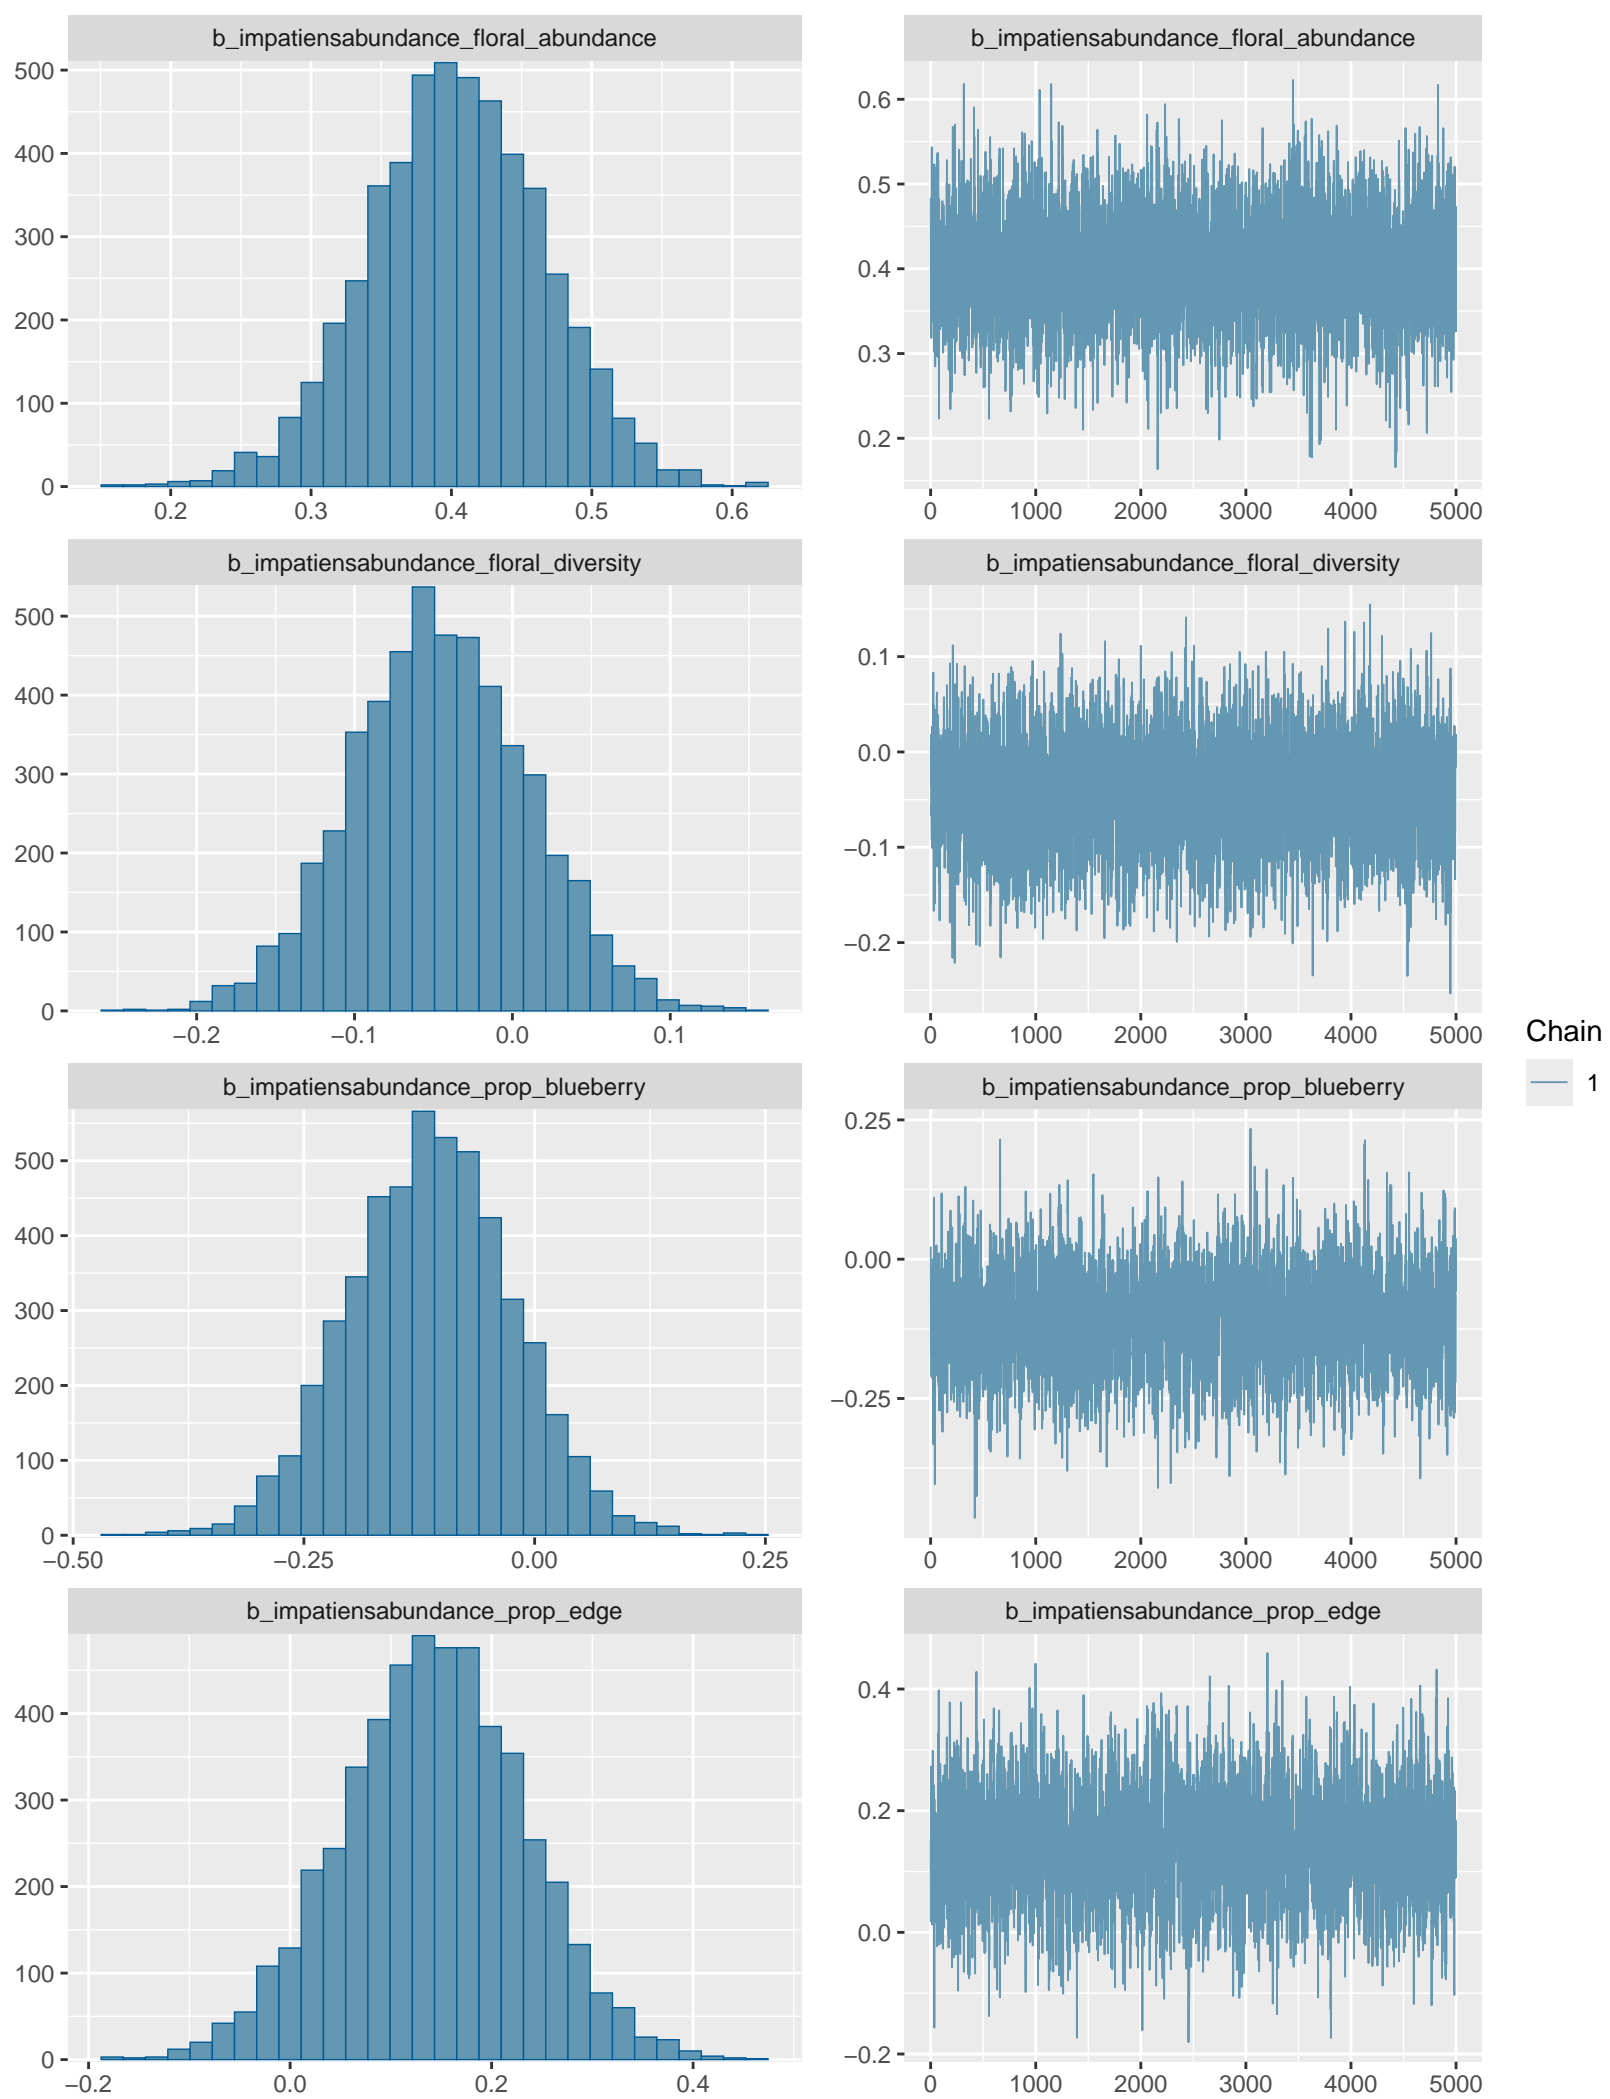 b_impatiensabundance_floral_abundance
500
400
300
200
100
0
0.2 0.3 0.4 0.5 0.6
b_impatiensabundance_floral_abundance
0.6
0.5
0.4
0.3
0.2
0 1000 2000 3000 4000 5000
b_impatiensabundance_floral_diversity
500
400
300
200
100
0
−0.2 −0.1 0.0 0.1
b_impatiensabundance_floral_diversity
0.1
0.0
−0.1
−0.2
0 1000 2000 3000 4000 5000
b_impatiensabundance_prop_blueberry
500
400
300
200
100
0
−0.50 −0.25 0.00 0.25
b_impatiensabundance_prop_blueberry
0.25
0.00
−0.25
0 1000 2000 3000 4000 5000
b_impatiensabundance_prop_edge
400
300
200
100
0
−0.2 0.0 0.2 0.4
b_impatiensabundance_prop_edge
0.4
0.2
0.0
−0.2
0 1000 2000 3000 4000 5000
Chain
1